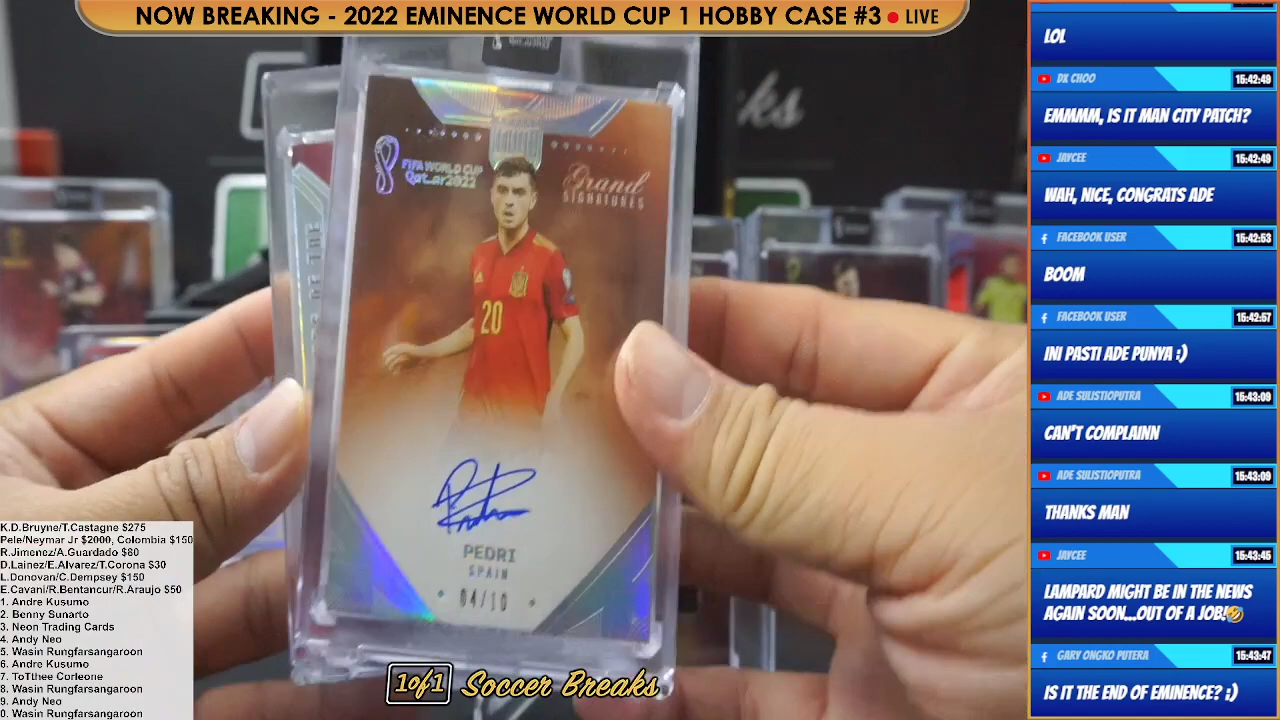 NOW BREAKING - 2022 EMINENCE WORLD CUP 1 HOBBY CASE #3 LIVE
FIFA WORLD CUP
Qatar2022
Grand
SIGNATURES
20
PEDRI
SPAIN
04/10
1of1 Soccer Breaks
K.D.Bruyne/T.Castagne $275
Pele/Neymar Jr $2000, Colombia $150
R.Jimenez/A.Guardado $80
D.Lainez/E.Alvarez/T.Corona $30
L.Donovan/C.Dempsey $150
E.Cavani/R.Bentancur/R.Araujo $50
1. Andre Kusumo
2. Benny Sunarto
3. Neon Trading Cards
4. Andy Neo
5. Wasin Rungfarsangaroon
6. Andre Kusumo
7. ToTthee Corleone
8. Wasin Rungfarsangaroon
9. Andy Neo
0. Wasin Rungfarsangaroon
LOL
DX CHOO 15:42:49
EMMMM, IS IT MAN CITY PATCH?
JAYCEE 15:42:49
WAH, NICE, CONGRATS ADE
FACEBOOK USER 15:42:53
BOOM
FACEBOOK USER 15:42:57
INI PASTI ADE PUNYA :)
ADE SULISTIOPUTRA 15:43:09
CAN'T COMPLAINN
ADE SULISTIOPUTRA 15:43:09
THANKS MAN
JAYCEE 15:43:45
LAMPARD MIGHT BE IN THE NEWS
AGAIN SOON...OUT OF A JOB!🤣
GARY ONGKO PUTERA 15:43:47
IS IT THE END OF EMINENCE? ;)